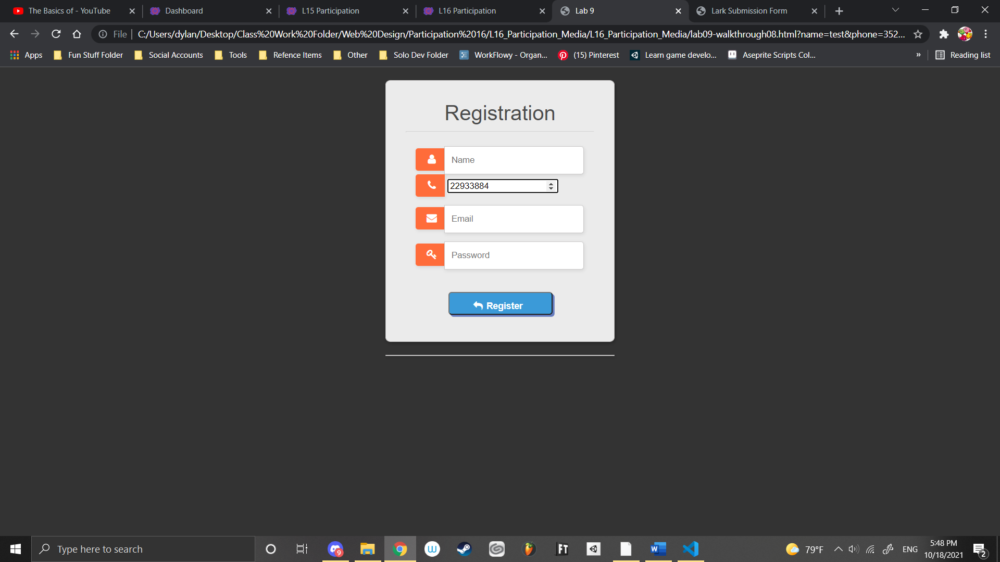 The Basics of - YouTube
Dashboard
L15 Participation
L16 Participation
Lab 9
Lark Submission Form
File
C:/Users/dylan/Desktop/Class%20Work%20Folder/Web%20Design/Participation%2016/L16_Participation_Media/L16_Participation_Media/lab09-walkthrough08.html?name=test&phone=352...
Apps
Fun Stuff Folder
Social Accounts
Tools
Refence Items
Other
Solo Dev Folder
WorkFlowy - Organ...
(15) Pinterest
Learn game develo...
Aseprite Scripts Col...
»
Reading list
Registration
Name
22933884
Email
Password
Register
Type here to search
9
W
FT
W
79°F
ENG
5:48 PM
10/18/2021
2